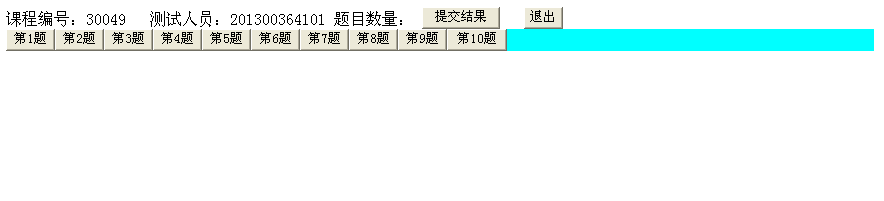 课程编号：30049 测试人员：201300364101 题目数量： 提交结果 退出
第1题 第2题 第3题 第4题 第5题 第6题 第7题 第8题 第9题 第10题